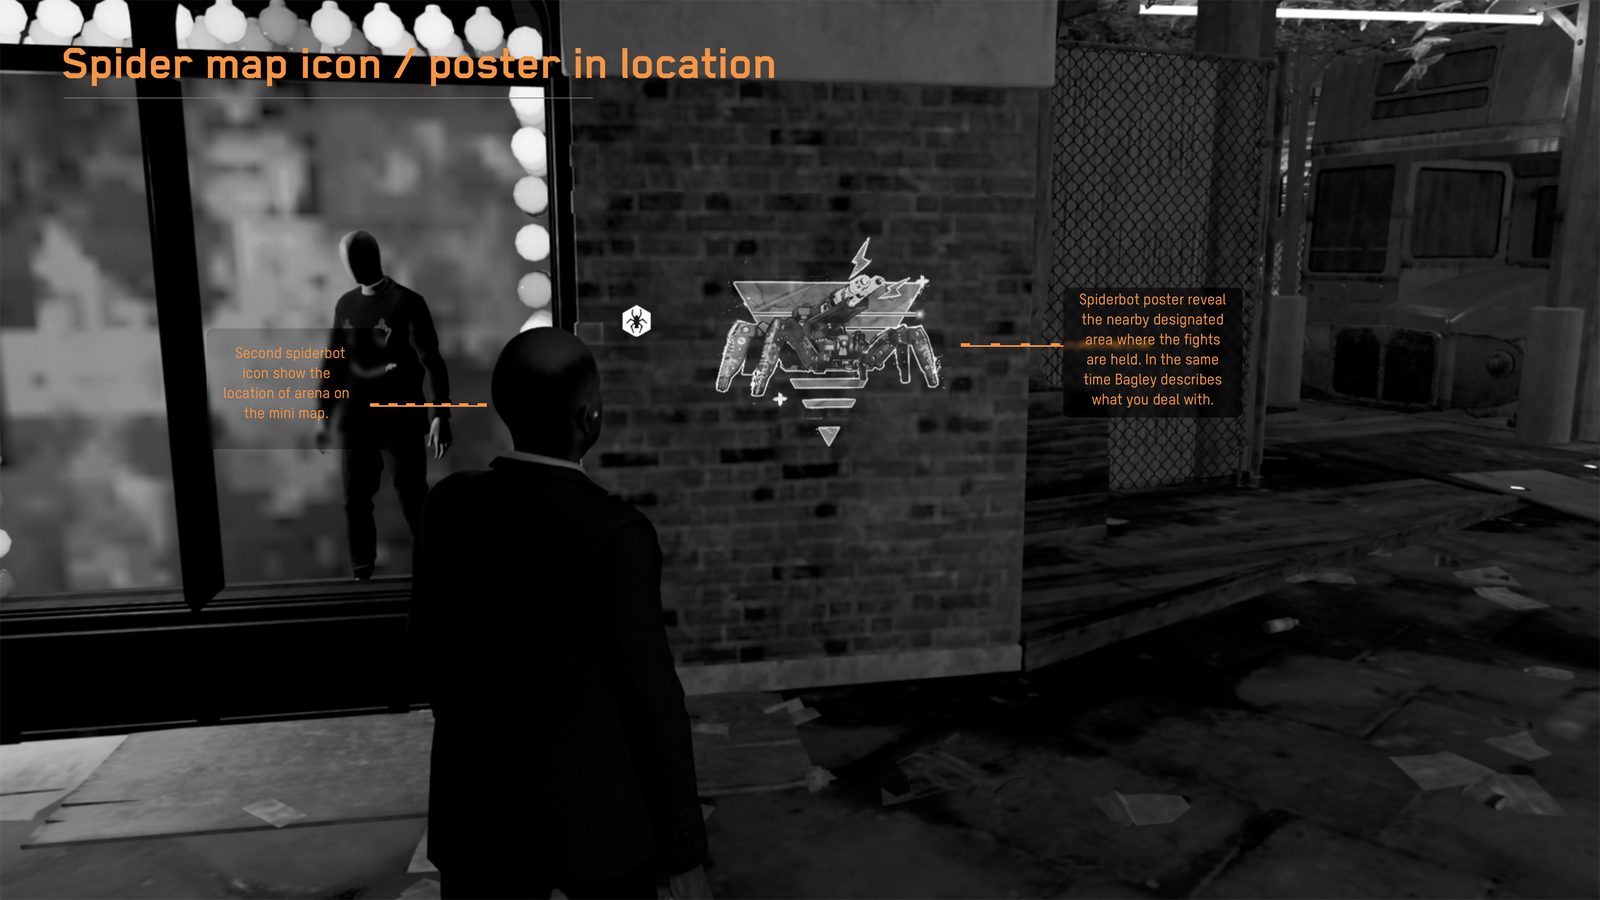 Spider map icon / poster in location
Second spiderbot
icon show the
location of arena on
the mini map.
Spiderbot poster reveal
the nearby designated
area where the fights
are held. In the same
time Bagley describes
what you deal with.